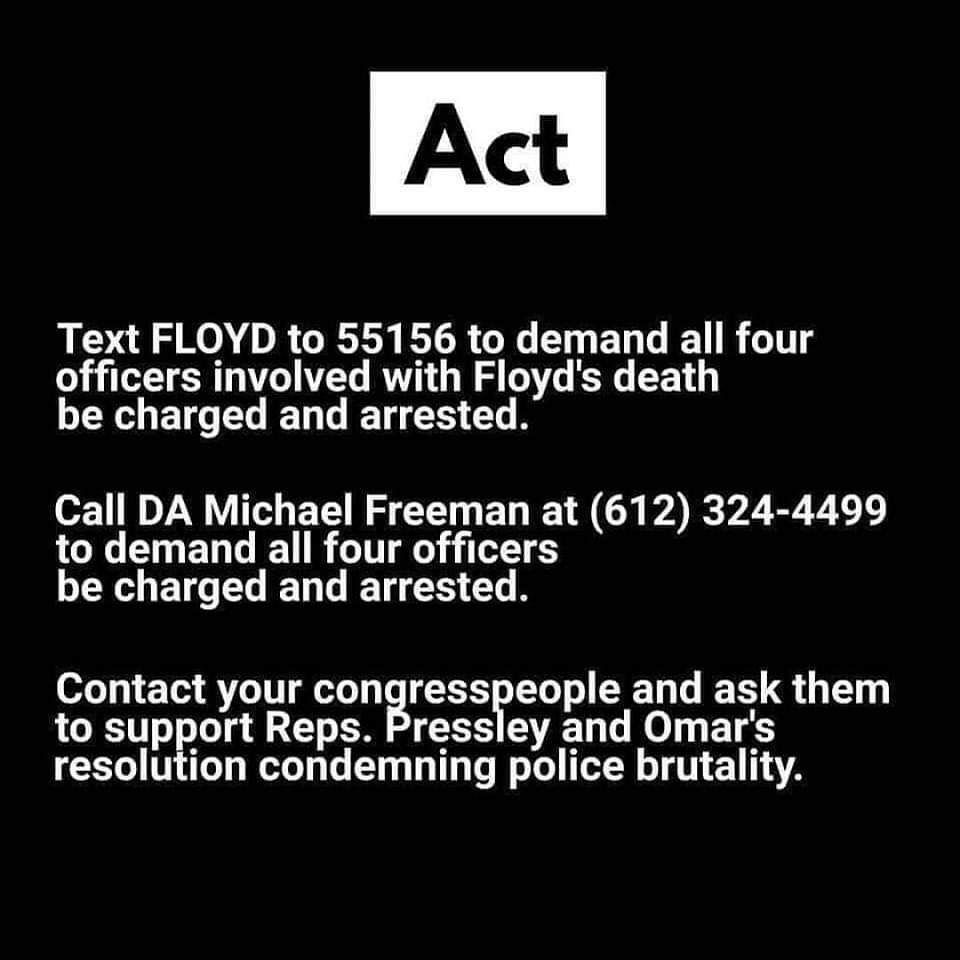 Act
Text FLOYD to 55156 to demand all four
officers involved with Floyd's death
be charged and arrested.
Call DA Michael Freeman at (612) 324-4499
to demand all four officers
be charged and arrested.
Contact your congresspeople and ask them
to support Reps. Pressley and Omar's
resolution condemning police brutality.